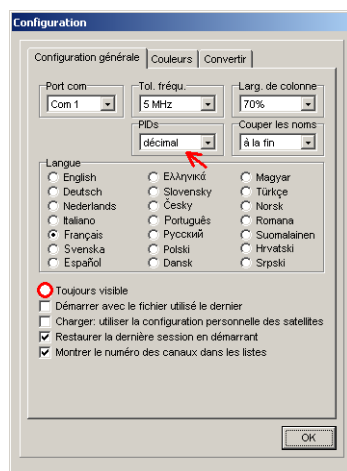 Configuration
Configuration générale Couleurs Convertir
Port com Tol. fréqu. Larg. de colonne
Com 1 5 MHz 70%
PIDs Couper les noms
décimal à la fin
Langue
English Ελληνικά Magyar
Deutsch Slovensky Türkçe
Nederlands Česky Norsk
Italiano Português Romana
Français Русский Suomalainen
Svenska Polski Hrvatski
Español Dansk Srpski
Toujours visible
Démarrer avec le fichier utilisé le dernier
Charger: utiliser la configuration personnelle des satellites
Restaurer la dernière session en démarrant
Montrer le numéro des canaux dans les listes
OK